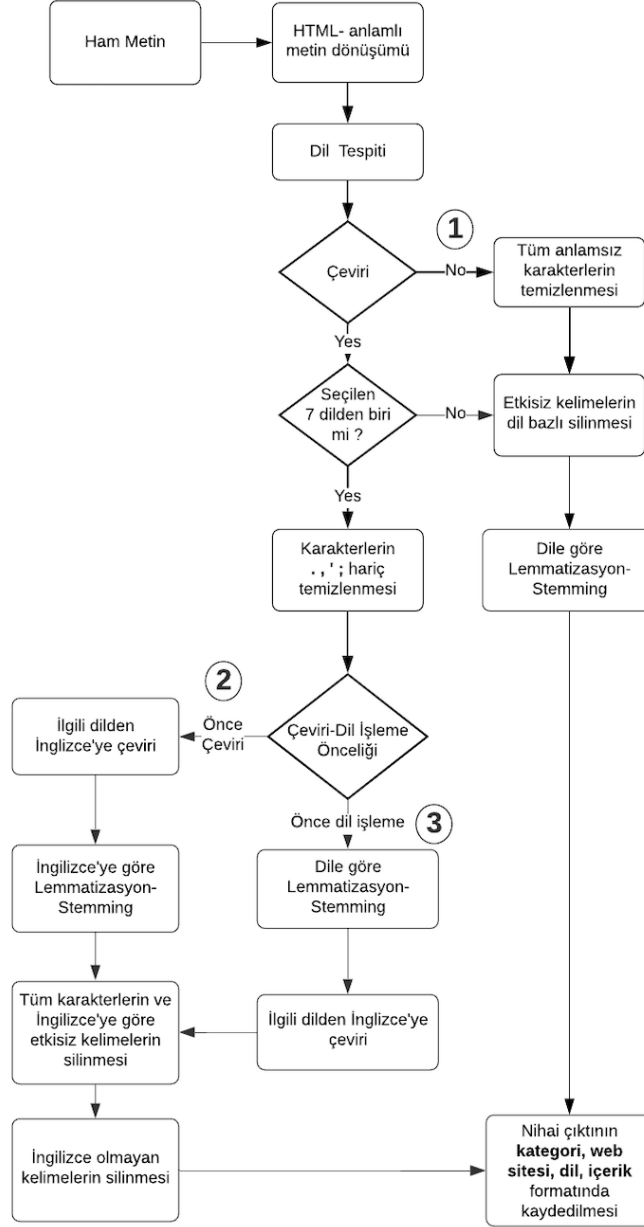 Ham Metin
HTML- anlamlı
metin dönüşümü
Dil Tespiti
1
Çeviri
No
Tüm anlamsız
karakterlerin
temizlenmesi
Yes
Seçilen
7 dilden biri
mi ?
No
Etkisiz kelimelerin
dil bazlı silinmesi
Yes
Karakterlerin
. , ' ; hariç
temizlenmesi
Dile göre
Lemmatizasyon-
Stemming
2
Önce
Çeviri
Çeviri-Dil İşleme
Önceliği
İlgili dilden
İnglizce'ye çeviri
Önce dil işleme
3
İngilizce'ye göre
Lemmatizasyon-
Stemming
Dile göre
Lemmatizasyon-
Stemming
Tüm karakterlerin ve
İngilizce'ye göre
etkisiz kelimelerin
silinmesi
İlgili dilden İnglizce'ye
çeviri
İngilizce olmayan
kelimelerin silinmesi
Nihai çıktının
kategori, web
sitesi, dil, içerik
formatında
kaydedilmesi